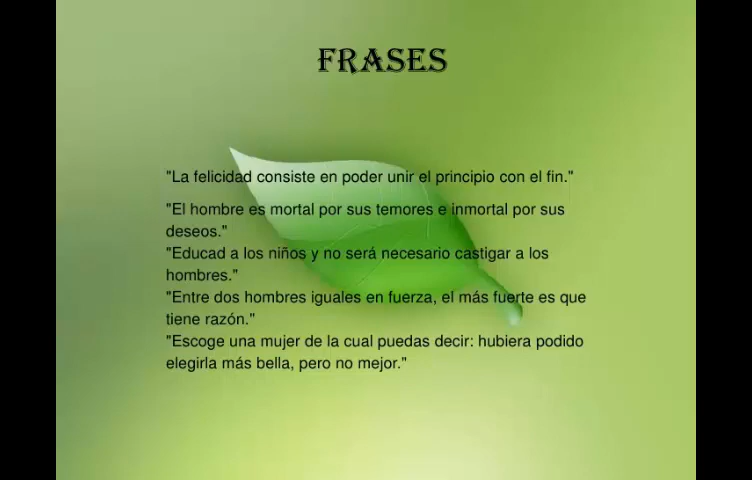 FRASES
"La felicidad consiste en poder unir el principio con el fin."
"El hombre es mortal por sus temores e inmortal por sus
deseos."
"Educad a los niños y no será necesario castigar a los
hombres."
"Entre dos hombres iguales en fuerza, el más fuerte es que
tiene razón."
"Escoge una mujer de la cual puedas decir: hubiera podido
elegirla más bella, pero no mejor."